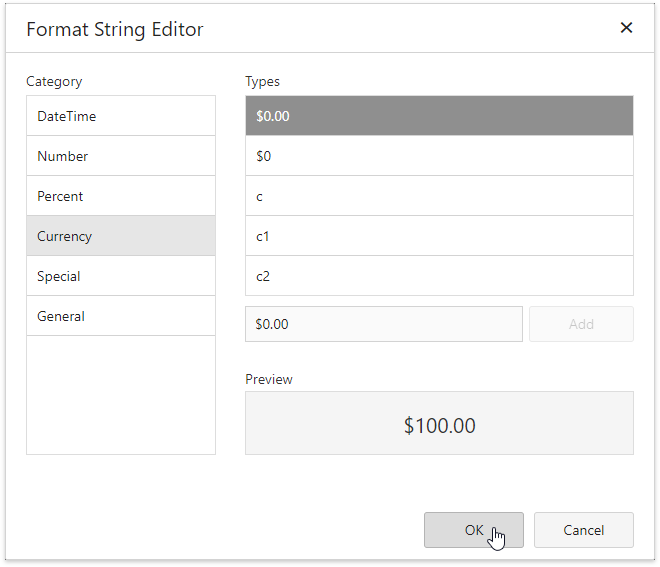 Format String Editor
Category
DateTime
Number
Percent
Currency
Special
General
Types
$0.00
$0
c
c1
c2
$0.00
Add
Preview
$100.00
OK
Cancel